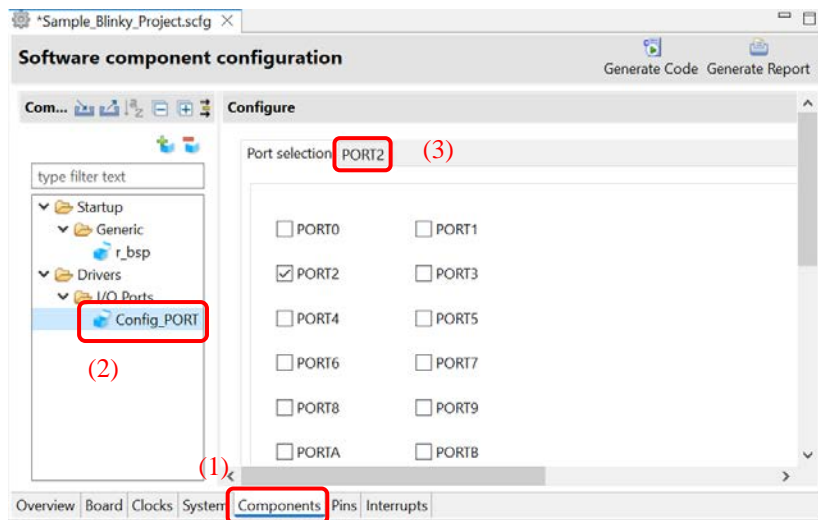 *Sample_Blinky_Project.scfg
Software component configuration
Generate Code Generate Report
Com...
Configure
Port selection PORT2 (3)
type filter text
Startup
Generic
r_bsp
Drivers
I/O Ports
Config_PORT
(2)
PORT0 PORT1
PORT2 PORT3
PORT4 PORT5
PORT6 PORT7
PORT8 PORT9
PORTA PORTB
(1)
Overview Board Clocks System Components Pins Interrupts